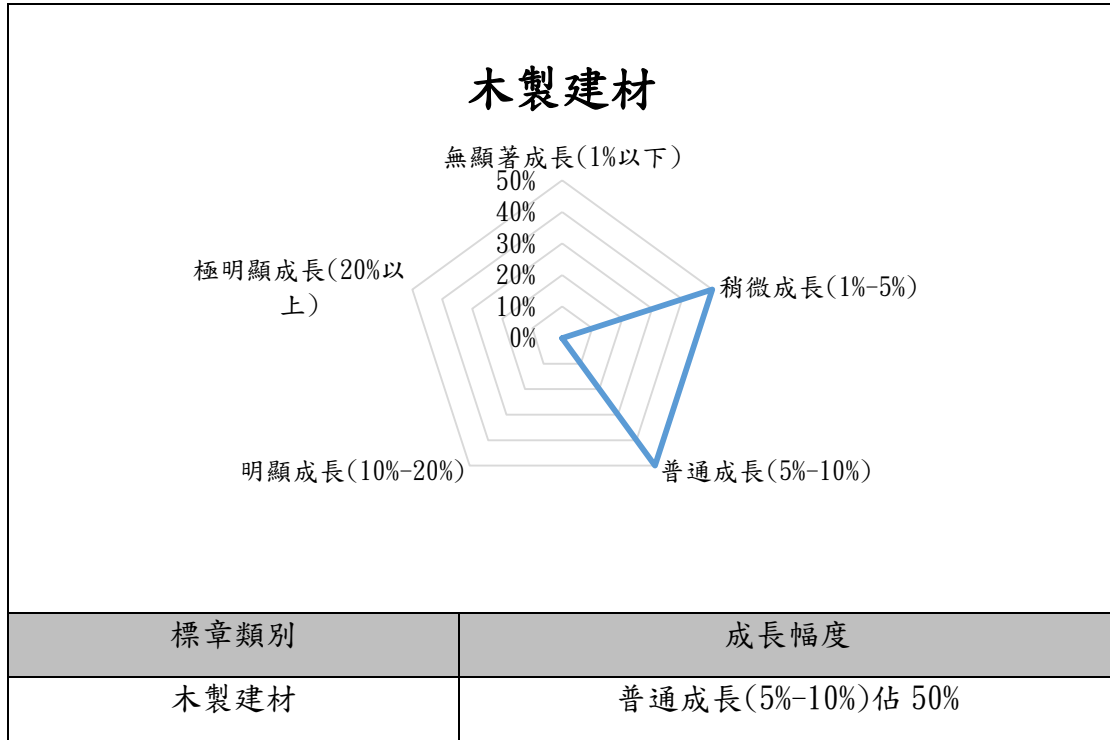 木製建材
無顯著成長(1%以下)
50%
40%
30%
20%
10%
0%
極明顯成長(20%以
上)
稍微成長(1%-5%)
明顯成長(10%-20%)
普通成長(5%-10%)
標章類別
成長幅度
木製建材
普通成長(5%-10%)佔 50%